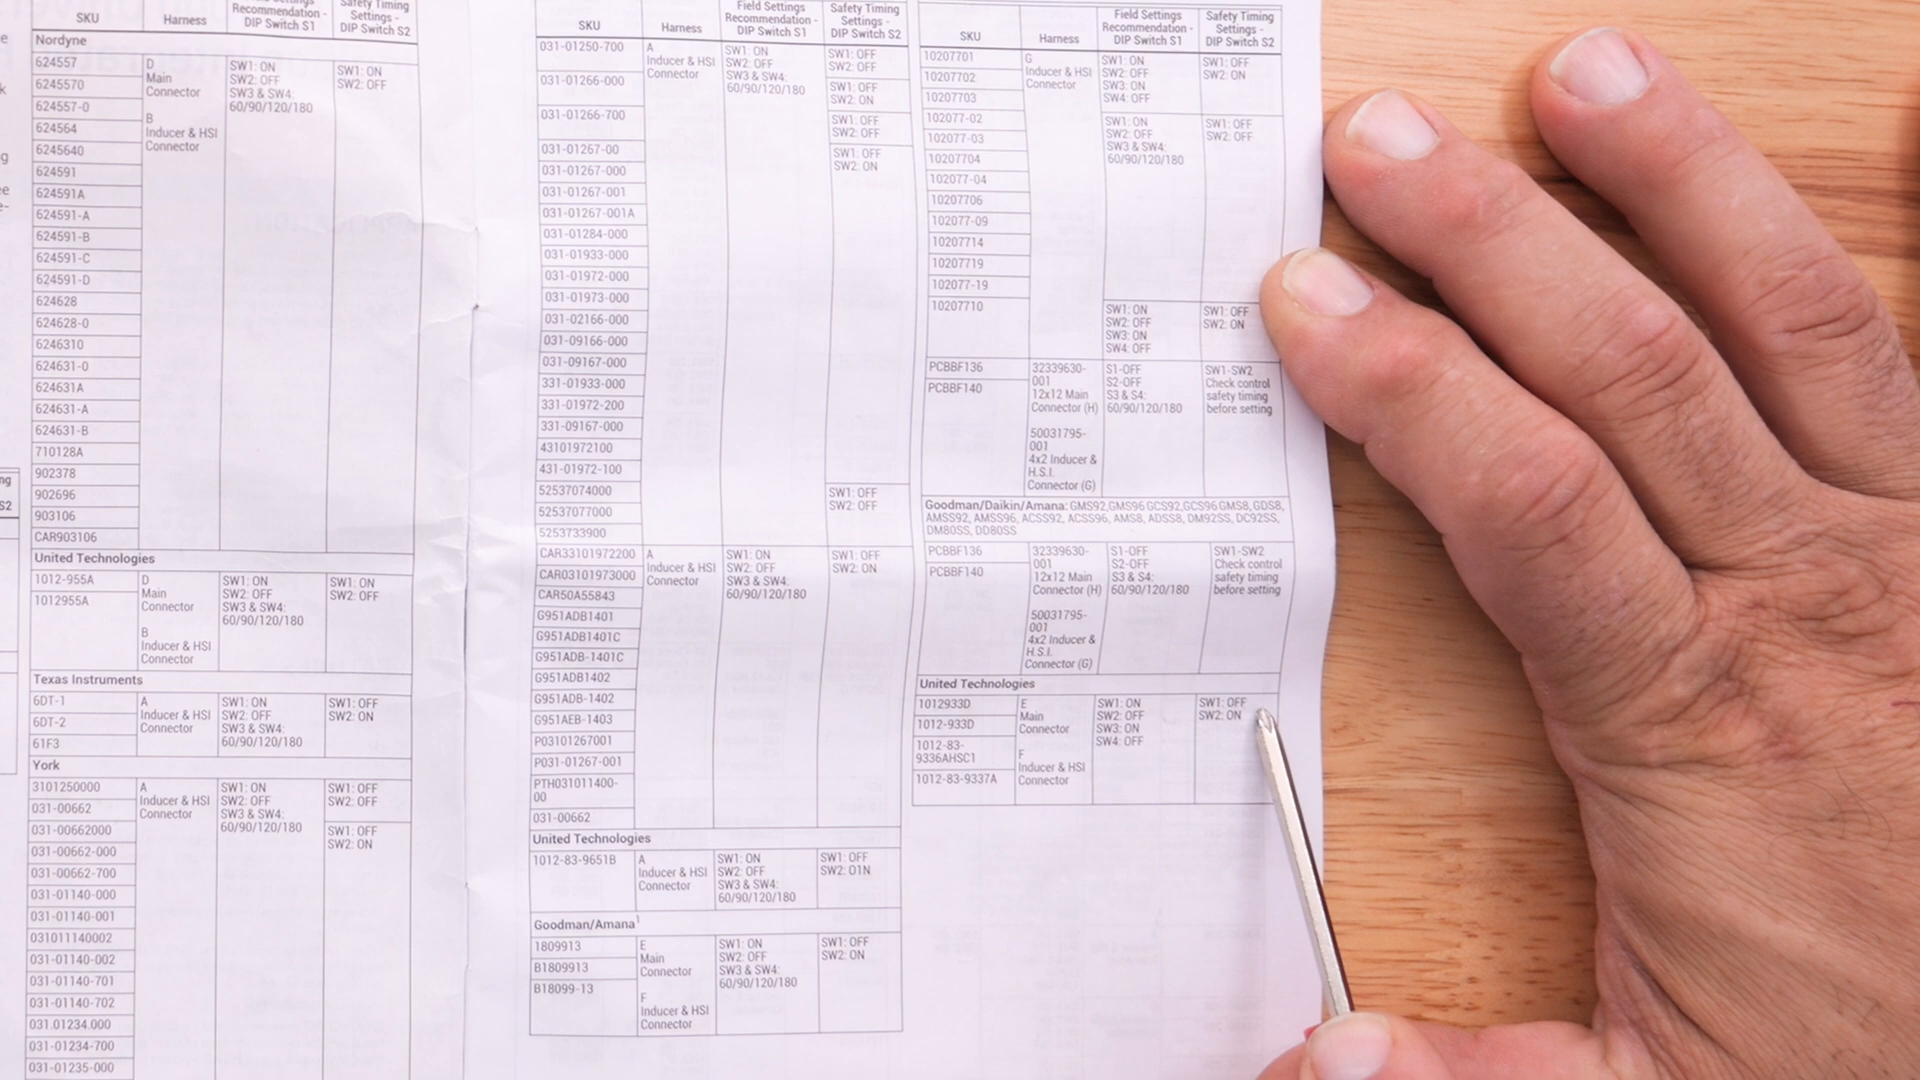 SKU
Harness
Recommendation -
DIP Switch S1
Safety Timing
Settings -
DIP Switch S2
Nordyne
624557
6245570
624557-0
624564
6245640
624591
624591A
624591-A
624591-B
624591-C
624591-D
624628
624628-0
6246310
624631-0
624631A
624631-A
624631-B
710128A
902378
902696
903106
CAR903106
D
Main
Connector
B
Inducer & HSI
Connector
SW1: ON
SW2: OFF
SW3 & SW4:
60/90/120/180
SW1: ON
SW2: OFF
United Technologies
1012-955A
1012955A
D
Main
Connector
B
Inducer & HSI
Connector
SW1: ON
SW2: OFF
SW3 & SW4:
60/90/120/180
SW1: ON
SW2: OFF
Texas Instruments
6DT-1
6DT-2
61F3
A
Inducer & HSI
Connector
SW1: ON
SW2: OFF
SW3 & SW4:
60/90/120/180
SW1: OFF
SW2: ON
York
3101250000
031-00662
031-00662000
031-00662-000
031-00662-700
031-01140-000
031-01140-001
031011140002
031-01140-002
031-01140-701
031-01140-702
031.01234.000
031-01234-700
031-01235-000
A
Inducer & HSI
Connector
SW1: ON
SW2: OFF
SW3 & SW4:
60/90/120/180
SW1: OFF
SW2: OFF
SW1: OFF
SW2: ON
SKU
Harness
Field Settings
Recommendation -
DIP Switch S1
Safety Timing
Settings -
DIP Switch S2
031-01250-700
031-01266-000
031-01266-700
031-01267-00
031-01267-000
031-01267-001
031-01267-001A
031-01284-000
031-01933-000
031-01972-000
031-01973-000
031-02166-000
031-09166-000
031-09167-000
331-01933-000
331-01972-200
331-09167-000
43101972100
431-01972-100
52537074000
52537077000
5253733900
A
Inducer & HSI
Connector
SW1: ON
SW2: OFF
SW3 & SW4:
60/90/120/180
SW1: OFF
SW2: OFF
SW1: OFF
SW2: ON
SW1: OFF
SW2: OFF
SW1: OFF
SW2: ON
SW1: OFF
SW2: OFF
CAR33101972200
CAR03101973000
CAR50A55843
G951ADB1401
G951ADB1401C
G951ADB-1401C
G951ADB1402
G951ADB-1402
G951AEB-1403
P03101267001
P031-01267-001
PTH031011400-
00
031-00662
A
Inducer & HSI
Connector
SW1: ON
SW2: OFF
SW3 & SW4:
60/90/120/180
SW1: OFF
SW2: ON
United Technologies
1012-83-9651B
A
Inducer & HSI
Connector
SW1: ON
SW2: OFF
SW3 & SW4:
60/90/120/180
SW1: OFF
SW2: O1N
Goodman/Amana1
1809913
B1809913
B18099-13
E
Main
Connector
F
Inducer & HSI
Connector
SW1: ON
SW2: OFF
SW3 & SW4:
60/90/120/180
SW1: OFF
SW2: ON
SKU
Harness
Field Settings
Recommendation -
DIP Switch S1
Safety Timing
Settings -
DIP Switch S2
10207701
10207702
10207703
102077-02
102077-03
10207704
102077-04
10207706
102077-09
10207714
10207719
102077-19
10207710
G
Inducer & HSI
Connector
SW1: ON
SW2: OFF
SW3: ON
SW4: OFF
SW1: OFF
SW2: ON
SW1: ON
SW2: OFF
SW3 & SW4:
60/90/120/180
SW1: OFF
SW2: OFF
SW1: ON
SW2: OFF
SW3: ON
SW4: OFF
SW1: OFF
SW2: ON
PCBBF136
PCBBF140
32339630-
001
12x12 Main
Connector (H)
50031795-
001
4x2 Inducer &
H.S.I.
Connector (G)
S1-OFF
S2-OFF
S3 & S4:
60/90/120/180
SW1-SW2
Check control
safety timing
before setting
Goodman/Daikin/Amana: GMS92,GMS96 GCS92,GCS96 GMS8, GDS8,
AMSS92, AMSS96, ACSS92, ACSS96, AMS8, ADSS8, DM92SS, DC92SS,
DM80SS, DD80SS
PCBBF136
PCBBF140
32339630-
001
12x12 Main
Connector (H)
50031795-
001
4x2 Inducer &
H.S.I.
Connector (G)
S1-OFF
S2-OFF
S3 & S4:
60/90/120/180
SW1-SW2
Check control
safety timing
before setting
United Technologies
1012933D
1012-933D
1012-83-
9336AHSC1
1012-83-9337A
E
Main
Connector
F
Inducer & HSI
Connector
SW1: ON
SW2: OFF
SW3: ON
SW4: OFF
SW1: OFF
SW2: ON